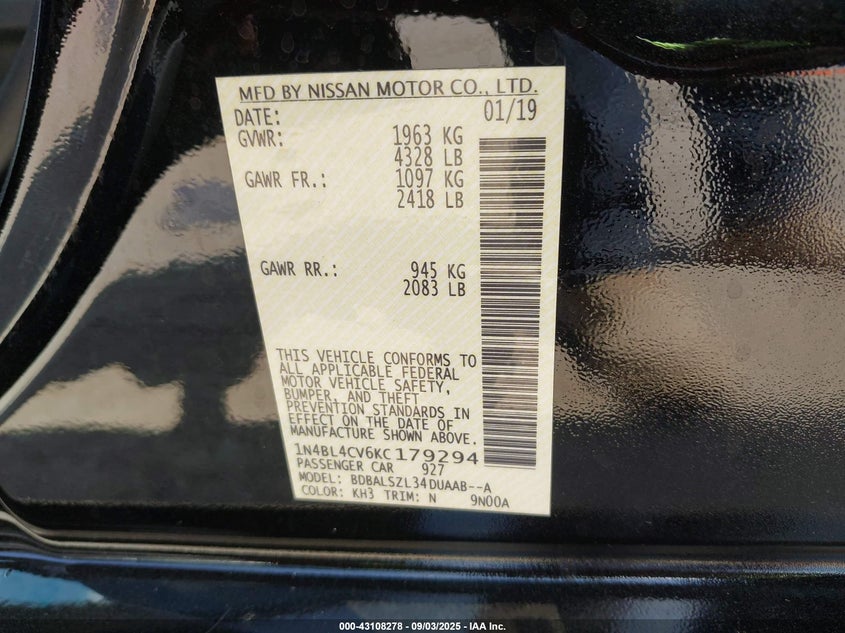 MFD BY NISSAN MOTOR CO., LTD.
DATE: 01/19
GVWR: 1963 KG
4328 LB
GAWR FR.: 1097 KG
2418 LB
GAWR RR.: 945 KG
2083 LB
THIS VEHICLE CONFORMS TO
ALL APPLICABLE FEDERAL
MOTOR VEHICLE SAFETY,
BUMPER, AND THEFT
PREVENTION STANDARDS IN
EFFECT ON THE DATE OF
MANUFACTURE SHOWN ABOVE.
1N4BL4CV6KC179294
PASSENGER CAR 927
MODEL: BDBALSZL34DUAAB--A
COLOR: KH3 TRIM: N 9N00A
000-43108278 - 09/03/2025 - IAA Inc.